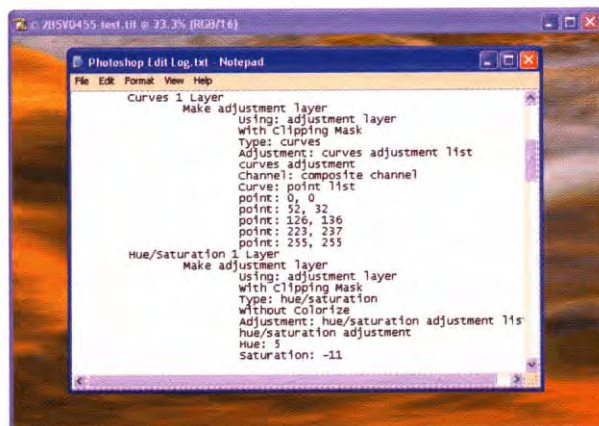 2B5V0455 test.tif @ 33.3% (RGB/16)
Photoshop Edit Log.txt - Notepad
File Edit Format View Help
Curves 1 Layer
Make adjustment layer
Using: adjustment layer
With Clipping Mask
Type: curves
Adjustment: curves adjustment list
curves adjustment
Channel: composite channel
Curve: point list
point: 0, 0
point: 52, 32
point: 126, 136
point: 223, 237
point: 255, 255
Hue/Saturation 1 Layer
Make adjustment layer
Using: adjustment layer
With Clipping Mask
Type: hue/saturation
Without Colorize
Adjustment: hue/saturation adjustment lis
hue/saturation adjustment
Hue: 5
Saturation: -11